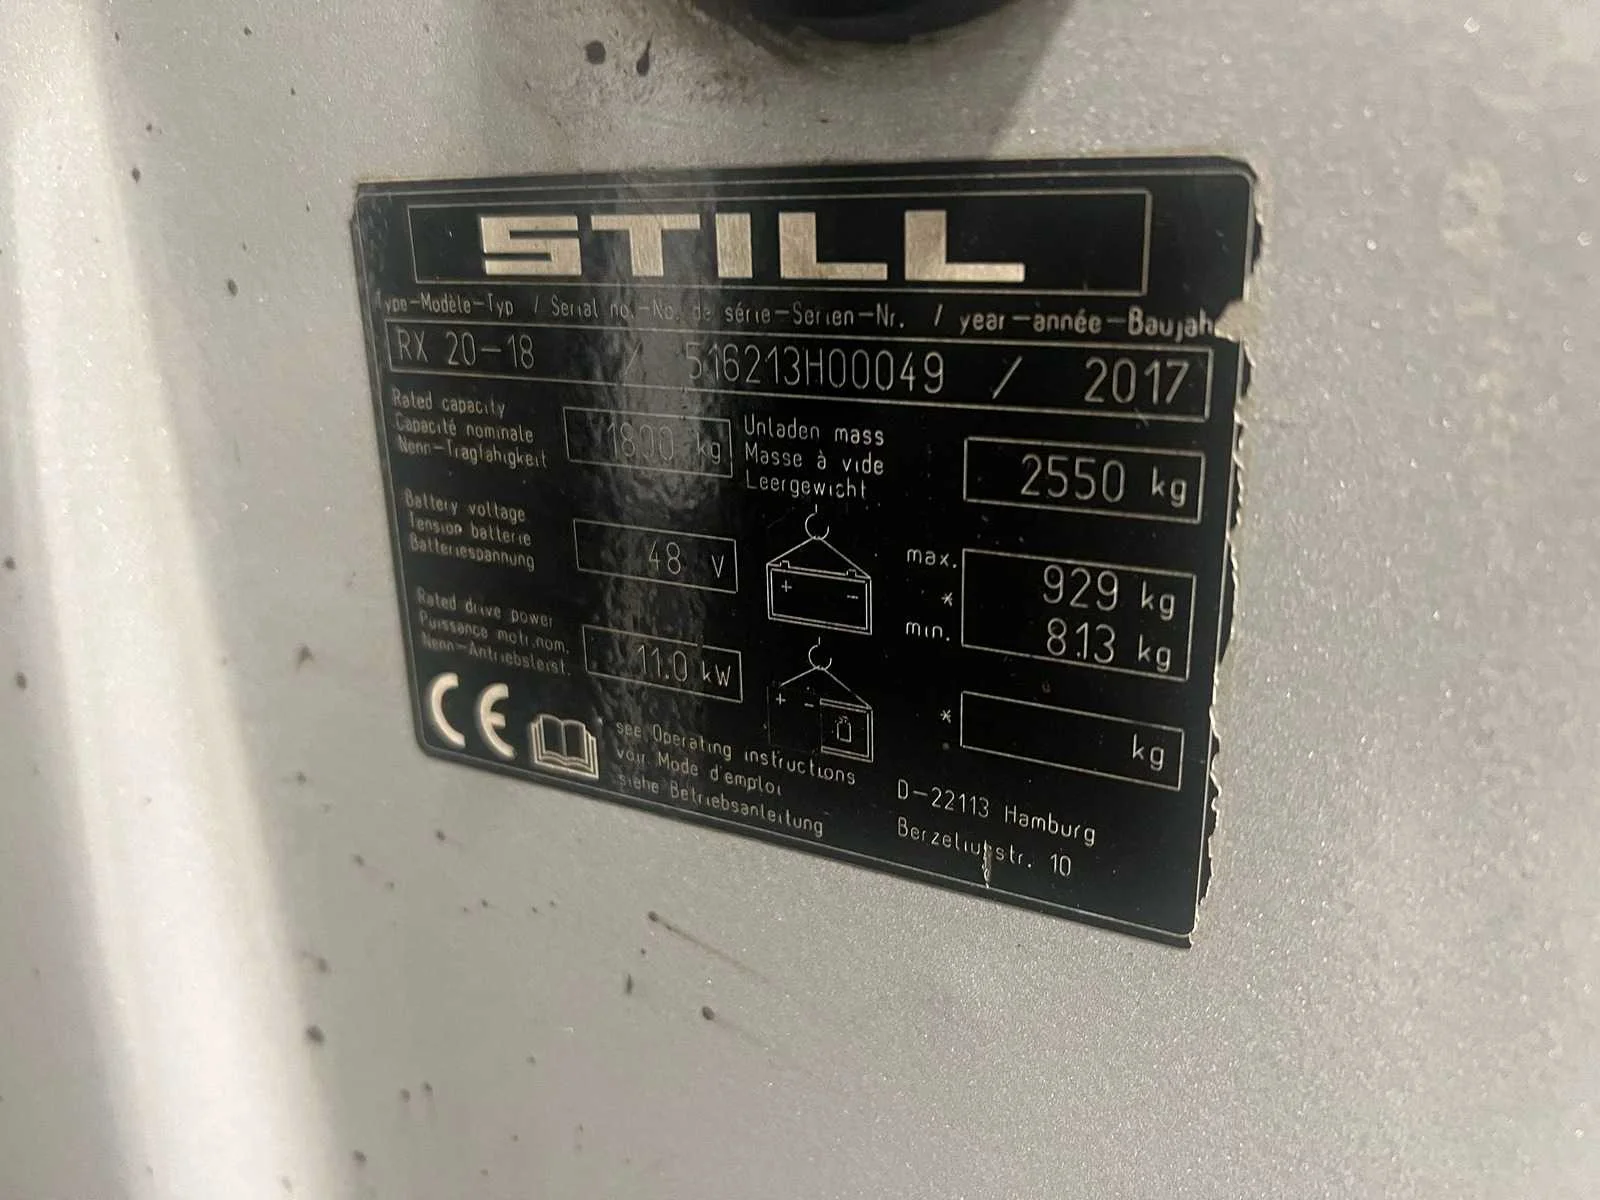 STILL
Type-Modèle-Typ / Serial no.-No. de série-Serien-Nr. / year-année-Baujah
RX 20-18 / 516213H00049 / 2017
Rated capacity
Capacité nominale
Nenn-Tragfähigkeit
1800 kg
Unladen mass
Masse à vide
Leergewicht
2550 kg
Battery voltage
Tension batterie
Batteriespannung
48 V
+ -
max. 929 kg
*
min. 813 kg
Rated drive power
Puissance motr.nom.
Nenn-Antriebsleist.
11.0 kW
+ -
* kg
CE
see Operating instructions
voir Mode d'emploi
siehe Betriebsanleitung
D-22113 Hamburg
Berzeliusstr. 10